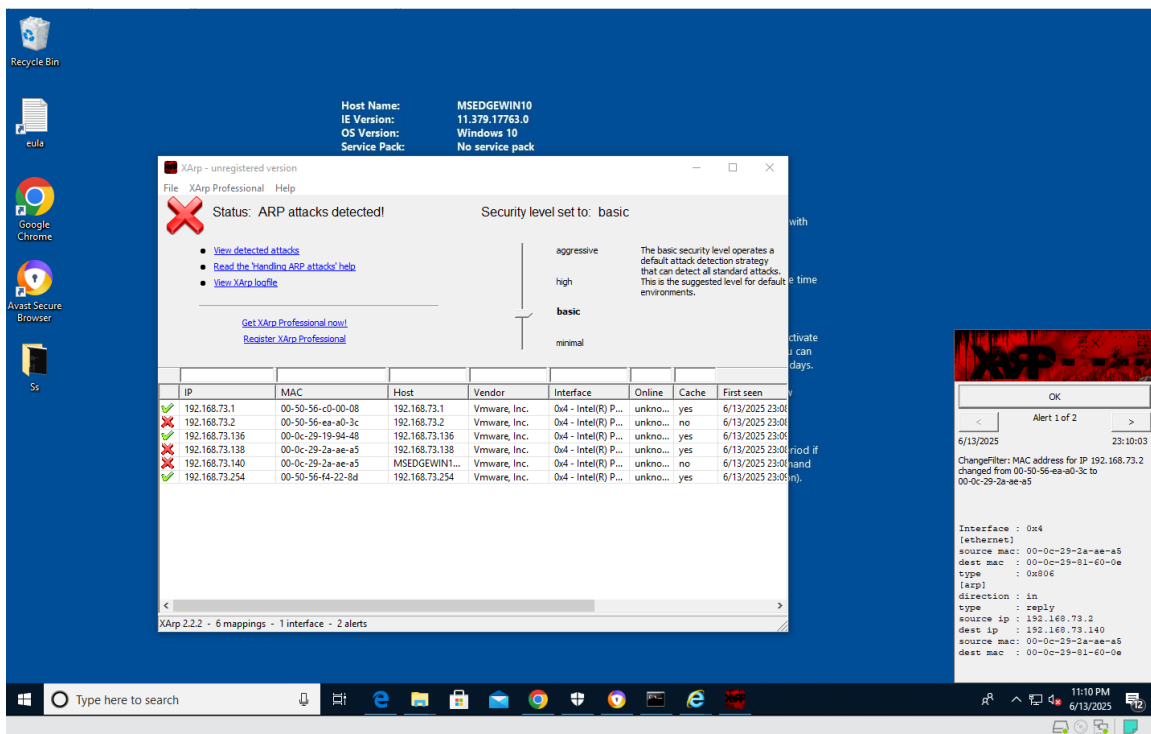 Recycle Bin
eula
Google
Chrome
Avast Secure
Browser
Ss
Host Name: MSEDGEWIN10
IE Version: 11.379.17763.0
OS Version: Windows 10
Service Pack: No service pack
with
e time
ctivate
u can
days.
riod if
hand
n).
XArp - unregistered version
File XArp Professional Help
Status: ARP attacks detected! Security level set to: basic
View detected attacks
Read the 'Handling ARP attacks' help
View XArp logfile
Get XArp Professional now!
Register XArp Professional
aggressive
high
basic
minimal
The basic security level operates a
default attack detection strategy
that can detect all standard attacks.
This is the suggested level for default
environments.
IP MAC Host Vendor Interface Online Cache First seen
192.168.73.1 00-50-56-c0-00-08 192.168.73.1 Vmware, Inc. 0x4 - Intel(R) P... unkno... yes 6/13/2025 23:08
192.168.73.2 00-50-56-ea-a0-3c 192.168.73.2 Vmware, Inc. 0x4 - Intel(R) P... unkno... no 6/13/2025 23:08
192.168.73.136 00-0c-29-19-94-48 192.168.73.136 Vmware, Inc. 0x4 - Intel(R) P... unkno... yes 6/13/2025 23:09
192.168.73.138 00-0c-29-2a-ae-a5 192.168.73.138 Vmware, Inc. 0x4 - Intel(R) P... unkno... yes 6/13/2025 23:08
192.168.73.140 00-0c-29-2a-ae-a5 MSEDGEWIN1... Vmware, Inc. 0x4 - Intel(R) P... unkno... no 6/13/2025 23:08
192.168.73.254 00-50-56-f4-22-8d 192.168.73.254 Vmware, Inc. 0x4 - Intel(R) P... unkno... yes 6/13/2025 23:09
XArp 2.2.2 - 6 mappings - 1 interface - 2 alerts
XArp
OK
< Alert 1 of 2 >
6/13/2025 23:10:03
ChangeFilter: MAC address for IP 192.168.73.2
changed from 00-50-56-ea-a0-3c to
00-0c-29-2a-ae-a5
Interface : 0x4
[ethernet]
source mac: 00-0c-29-2a-ae-a5
dest mac : 00-0c-29-81-60-0e
type : 0x806
[arp]
direction : in
type : reply
source ip : 192.168.73.2
dest ip : 192.168.73.140
source mac: 00-0c-29-2a-ae-a5
dest mac : 00-0c-29-81-60-0e
Type here to search
11:10 PM
6/13/2025
12